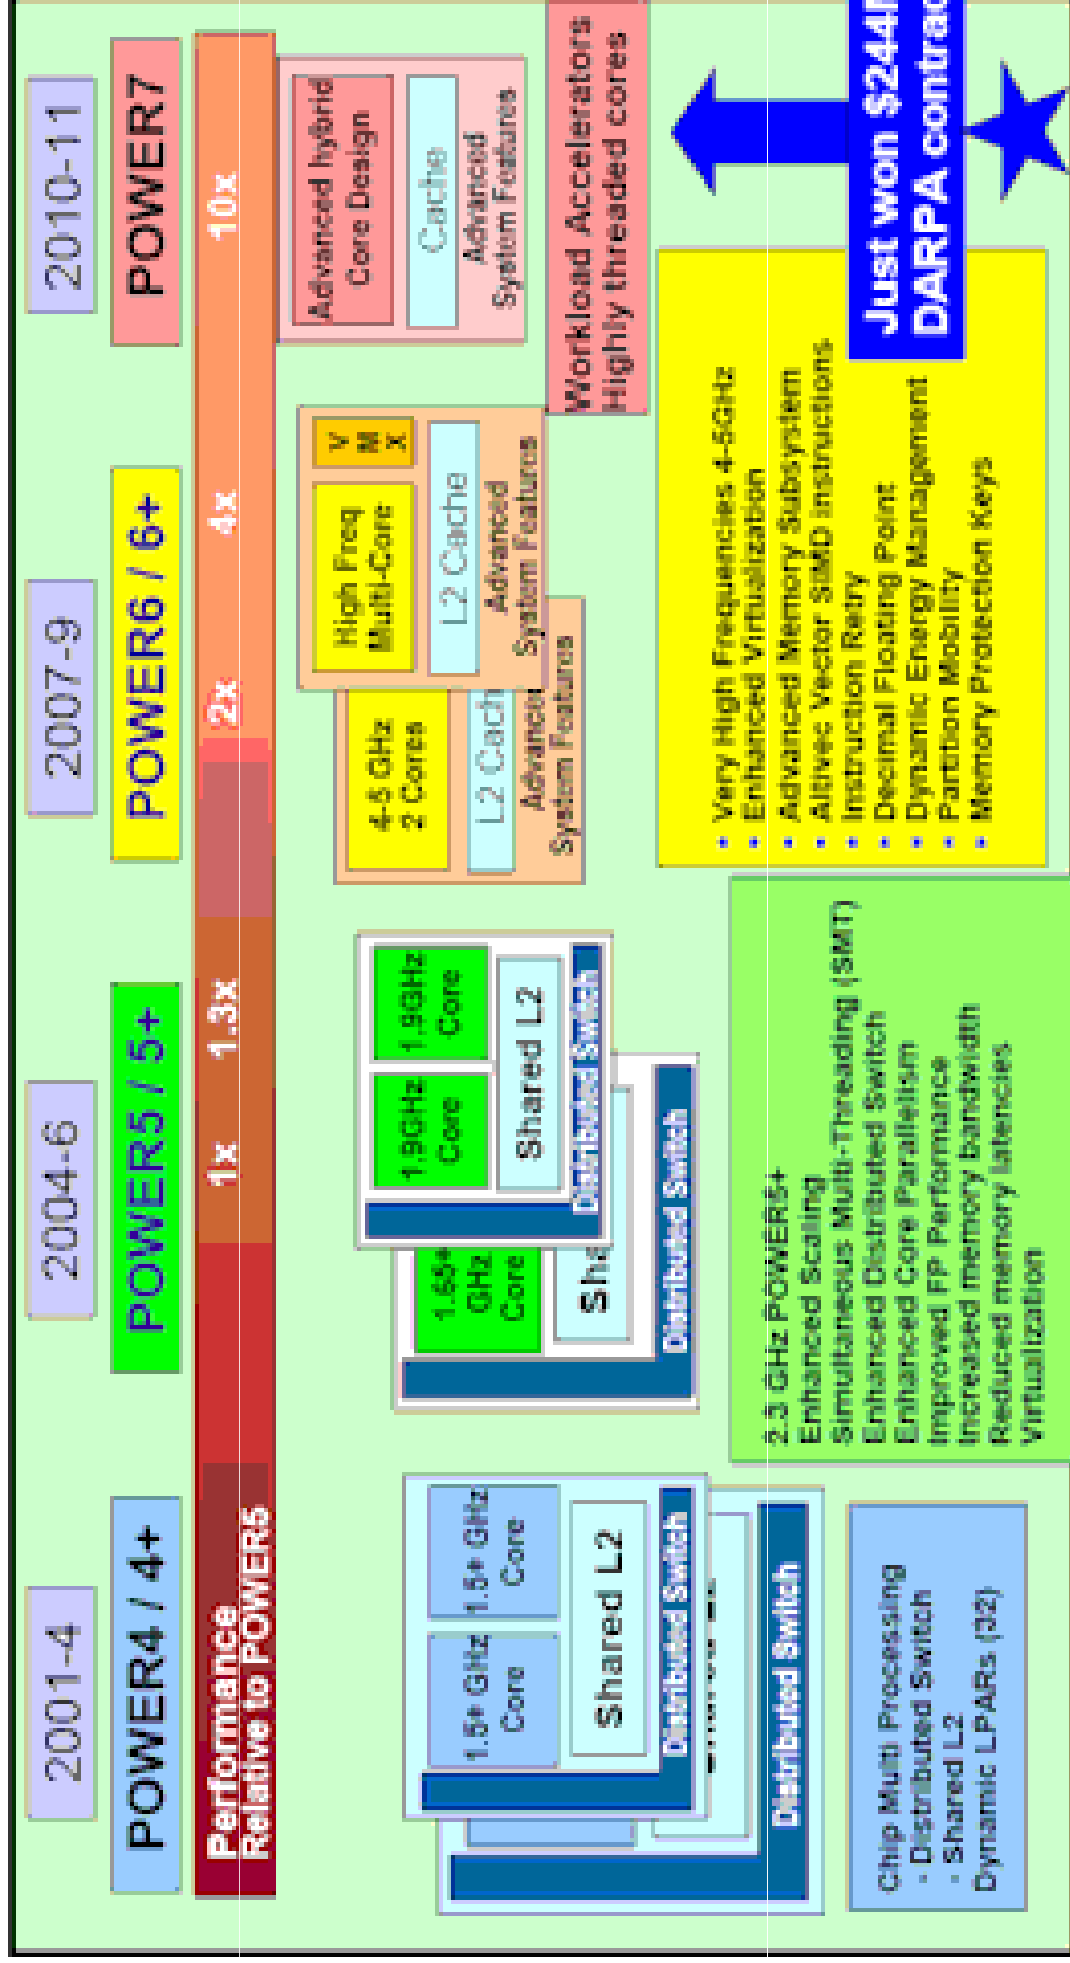 2001-4
2004-6
2007-9
2010-11
POWER4 / 4+
POWER5 / 5+
POWER6 / 6+
POWER7
Performance
Relative to POWER5
1x
1.3x
2x
4x
10x
1.5+ GHz
Core
1.5+ GHz
Core
Shared L2
Distributed Switch
Distributed Switch
1.65+
GHz
Core
Sha
Distributed Switch
1.9GHz
Core
1.9GHz
Core
Shared L2
Distributed Switch
4-5 GHz
2 Cores
L2 Cach
Advanced
System Features
High Freq
Multi-Core
V
M
X
L2 Cache
Advanced
System Features
Advanced hybrid
Core Design
Cache
Advanced
System Features
Workload Accelerators
Highly threaded cores
Chip Multi Processing
- Distributed Switch
- Shared L2
Dynamic LPARs (32)
2.3 GHz POWER5+
Enhanced Scaling
Simultaneous Multi-Threading (SMT)
Enhanced Distributed Switch
Enhanced Core Parallelism
Improved FP Performance
Increased memory bandwidth
Reduced memory latencies
Virtualization
• Very High Frequencies 4-5GHz
• Enhanced Virtualization
• Advanced Memory Subsystem
• Altivec Vector SIMD instructions
• Instruction Retry
• Decimal Floating Point
• Dynamic Energy Management
• Partition Mobility
• Memory Protection Keys
Just won $244
DARPA contrac